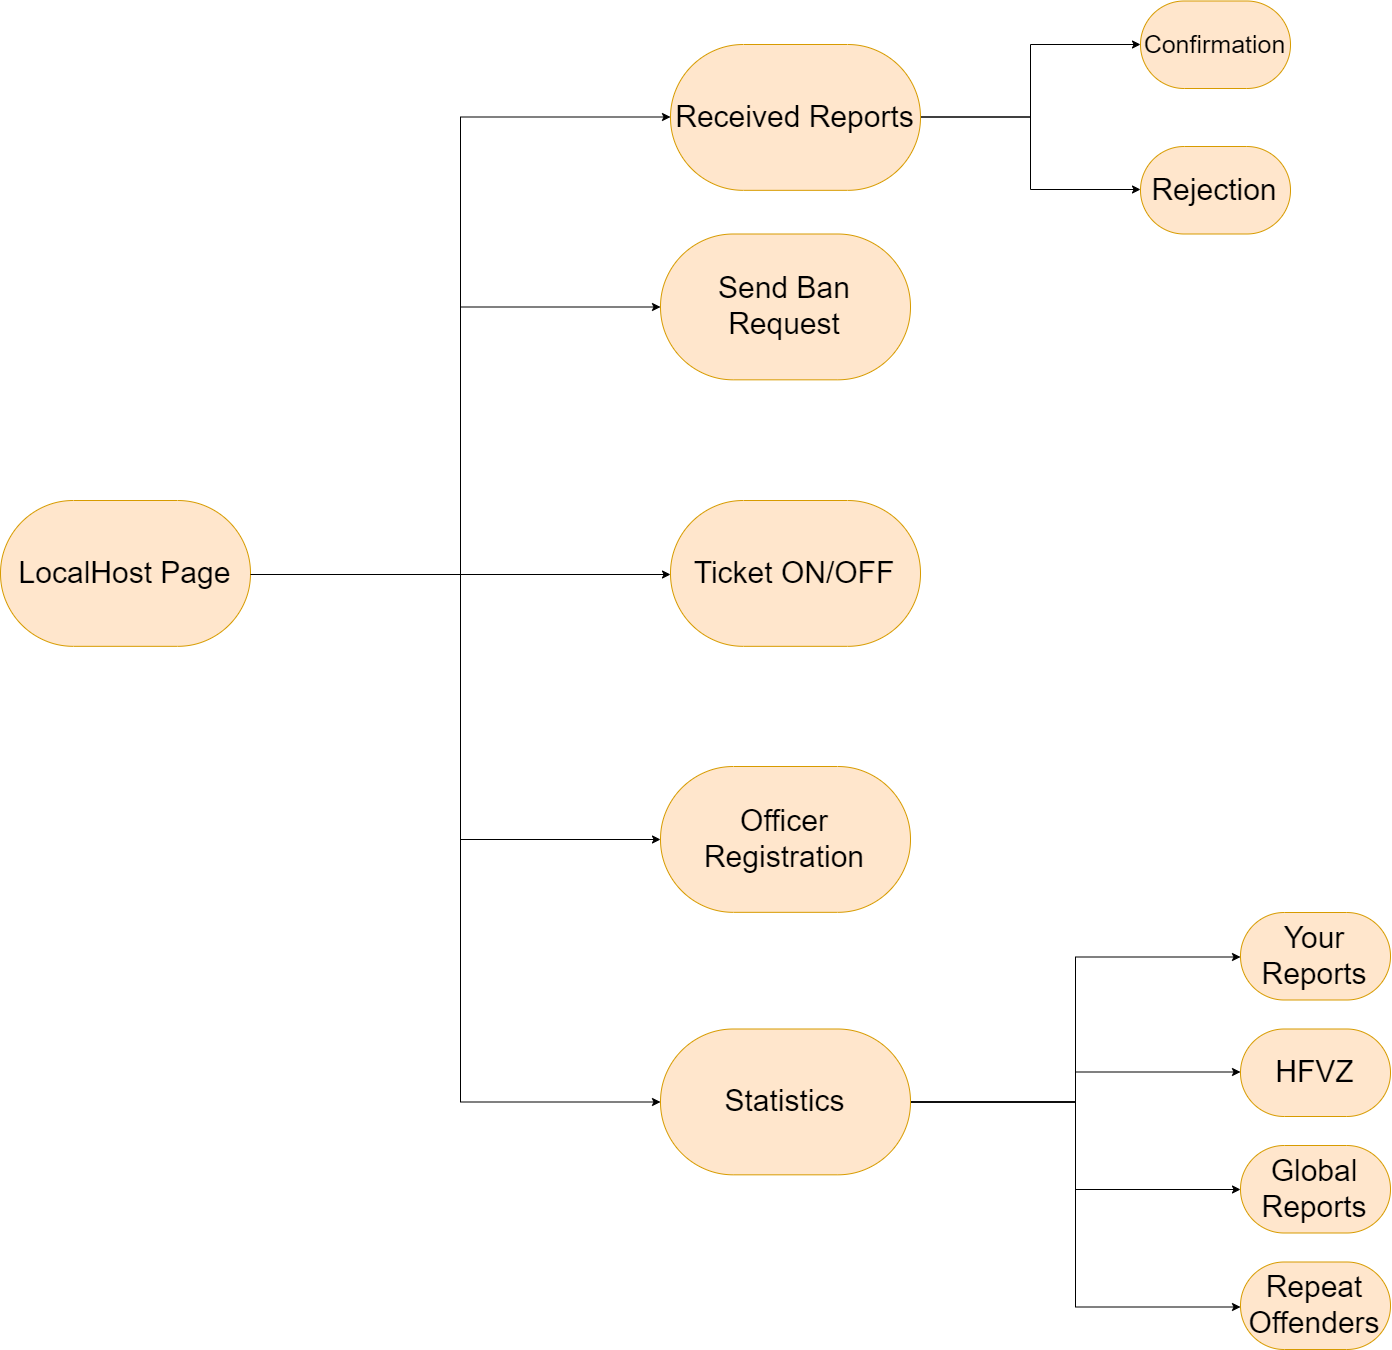 Confirmation
Received Reports
Rejection
Send Ban
Request
LocalHost Page
Ticket ON/OFF
Officer
Registration
Statistics
Your
Reports
HFVZ
Global
Reports
Repeat
Offenders